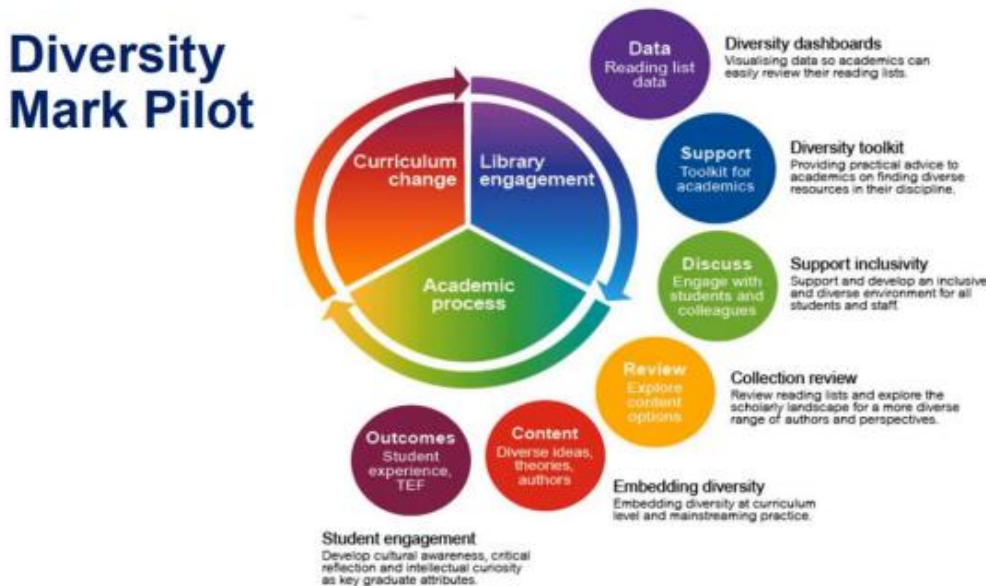 Diversity
Mark Pilot
Curriculum
change
Library
engagement
Academic
process
Data
Reading list
data
Diversity dashboards
Visualising data so academics can
easily review their reading lists.
Support
Toolkit for
academics
Diversity toolkit
Providing practical advice to
academics on finding diverse
resources in their discipline.
Discuss
Engage with
students and
colleagues
Support inclusivity
Support and develop an inclusive
and diverse environment for all
students and staff.
Review
Explore
content
options
Collection review
Review reading lists and explore the
scholarly landscape for a more diverse
range of authors and perspectives.
Content
Diverse ideas,
theories,
authors
Embedding diversity
Embedding diversity at curriculum
level and mainstreaming practice.
Outcomes
Student
experience,
TEF
Student engagement
Develop cultural awareness, critical
reflection and intellectual curiosity
as key graduate attributes.